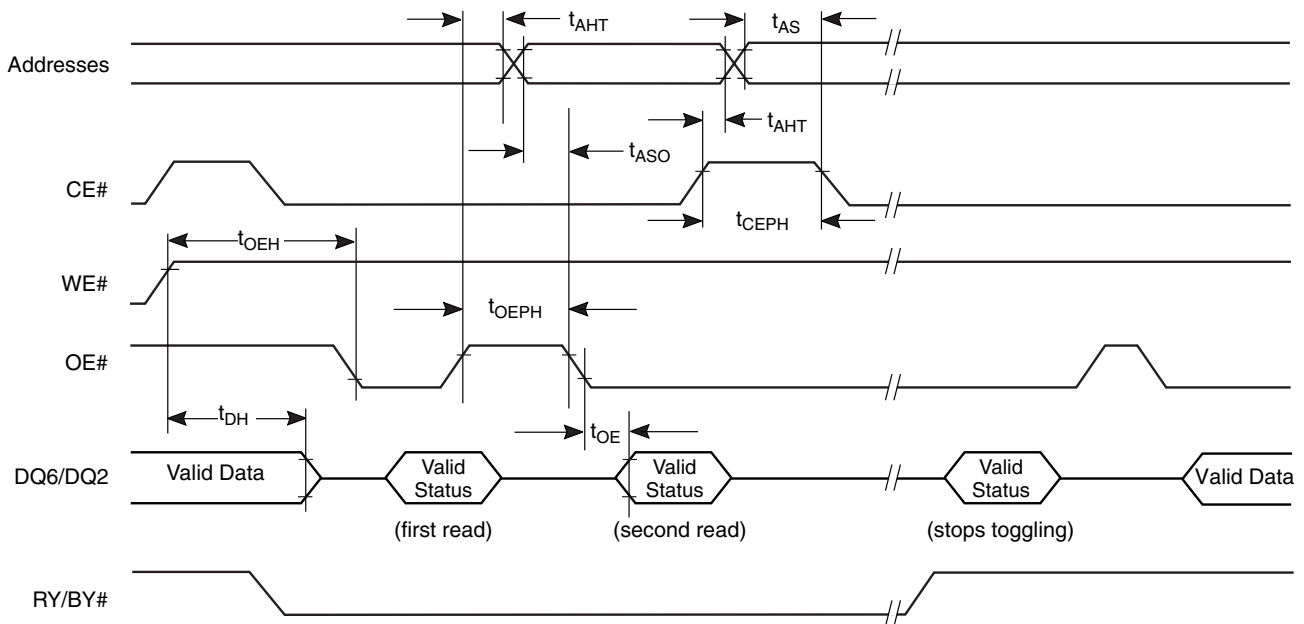 tAHT
tAS
Addresses
tAHT
tASO
CE#
tCEPH
tOEH
WE#
tOEPH
OE#
tDH
tOE
DQ6/DQ2
Valid Data
Valid
Status
Valid
Status
Valid
Status
Valid Data
(first read)
(second read)
(stops toggling)
RY/BY#